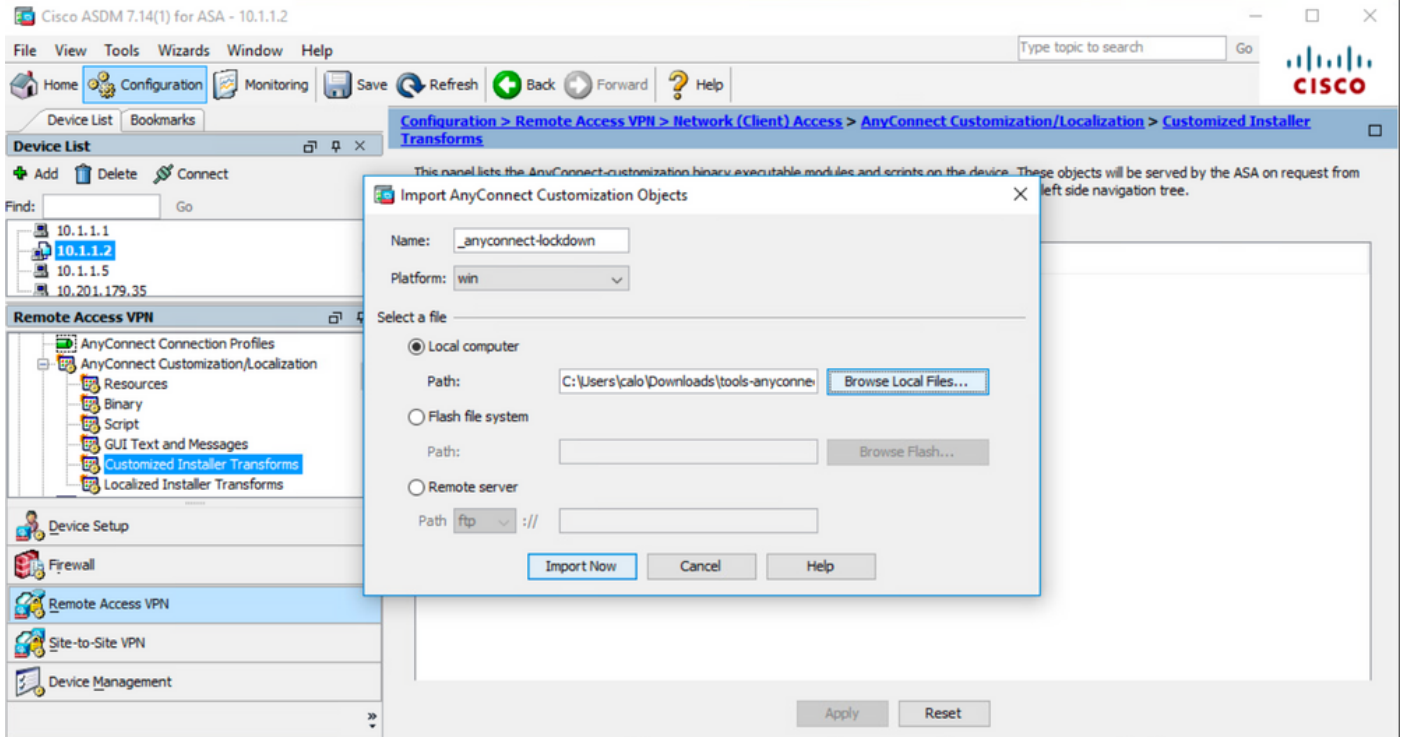 Cisco ASDM 7.14(1) for ASA - 10.1.1.2
File View Tools Wizards Window Help
Type topic to search Go
Home Configuration Monitoring Save Refresh Back Forward Help
CISCO
Device List Bookmarks
Device List
Add Delete Connect
Find: Go
10.1.1.1
10.1.1.2
10.1.1.5
10.201.179.35
Remote Access VPN
AnyConnect Connection Profiles
AnyConnect Customization/Localization
Resources
Binary
Script
GUI Text and Messages
Customized Installer Transforms
Localized Installer Transforms
Device Setup
Firewall
Remote Access VPN
Site-to-Site VPN
Device Management
Configuration > Remote Access VPN > Network (Client) Access > AnyConnect Customization/Localization > Customized Installer
Transforms
This panel lists the AnyConnect-customization binary executable modules and scripts on the device. These objects will be served by the ASA on request from
left side navigation tree.
Import AnyConnect Customization Objects
Name: _anyconnect-lockdown
Platform: win
Select a file
Local computer
Path: C:\Users\calo\Downloads\tools-anyconne Browse Local Files...
Flash file system
Path: Browse Flash...
Remote server
Path ftp ://
Import Now Cancel Help
Apply Reset